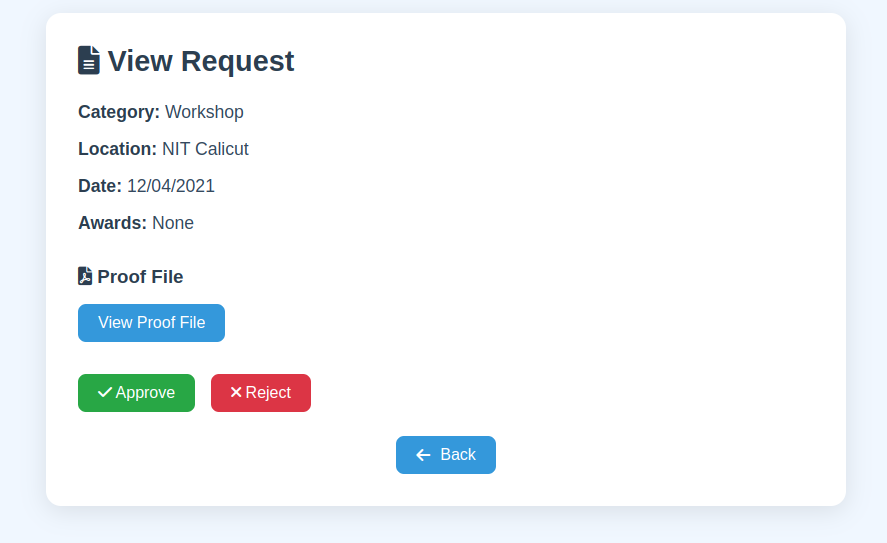 View Request
Category: Workshop
Location: NIT Calicut
Date: 12/04/2021
Awards: None
Proof File
View Proof File
Approve Reject
Back